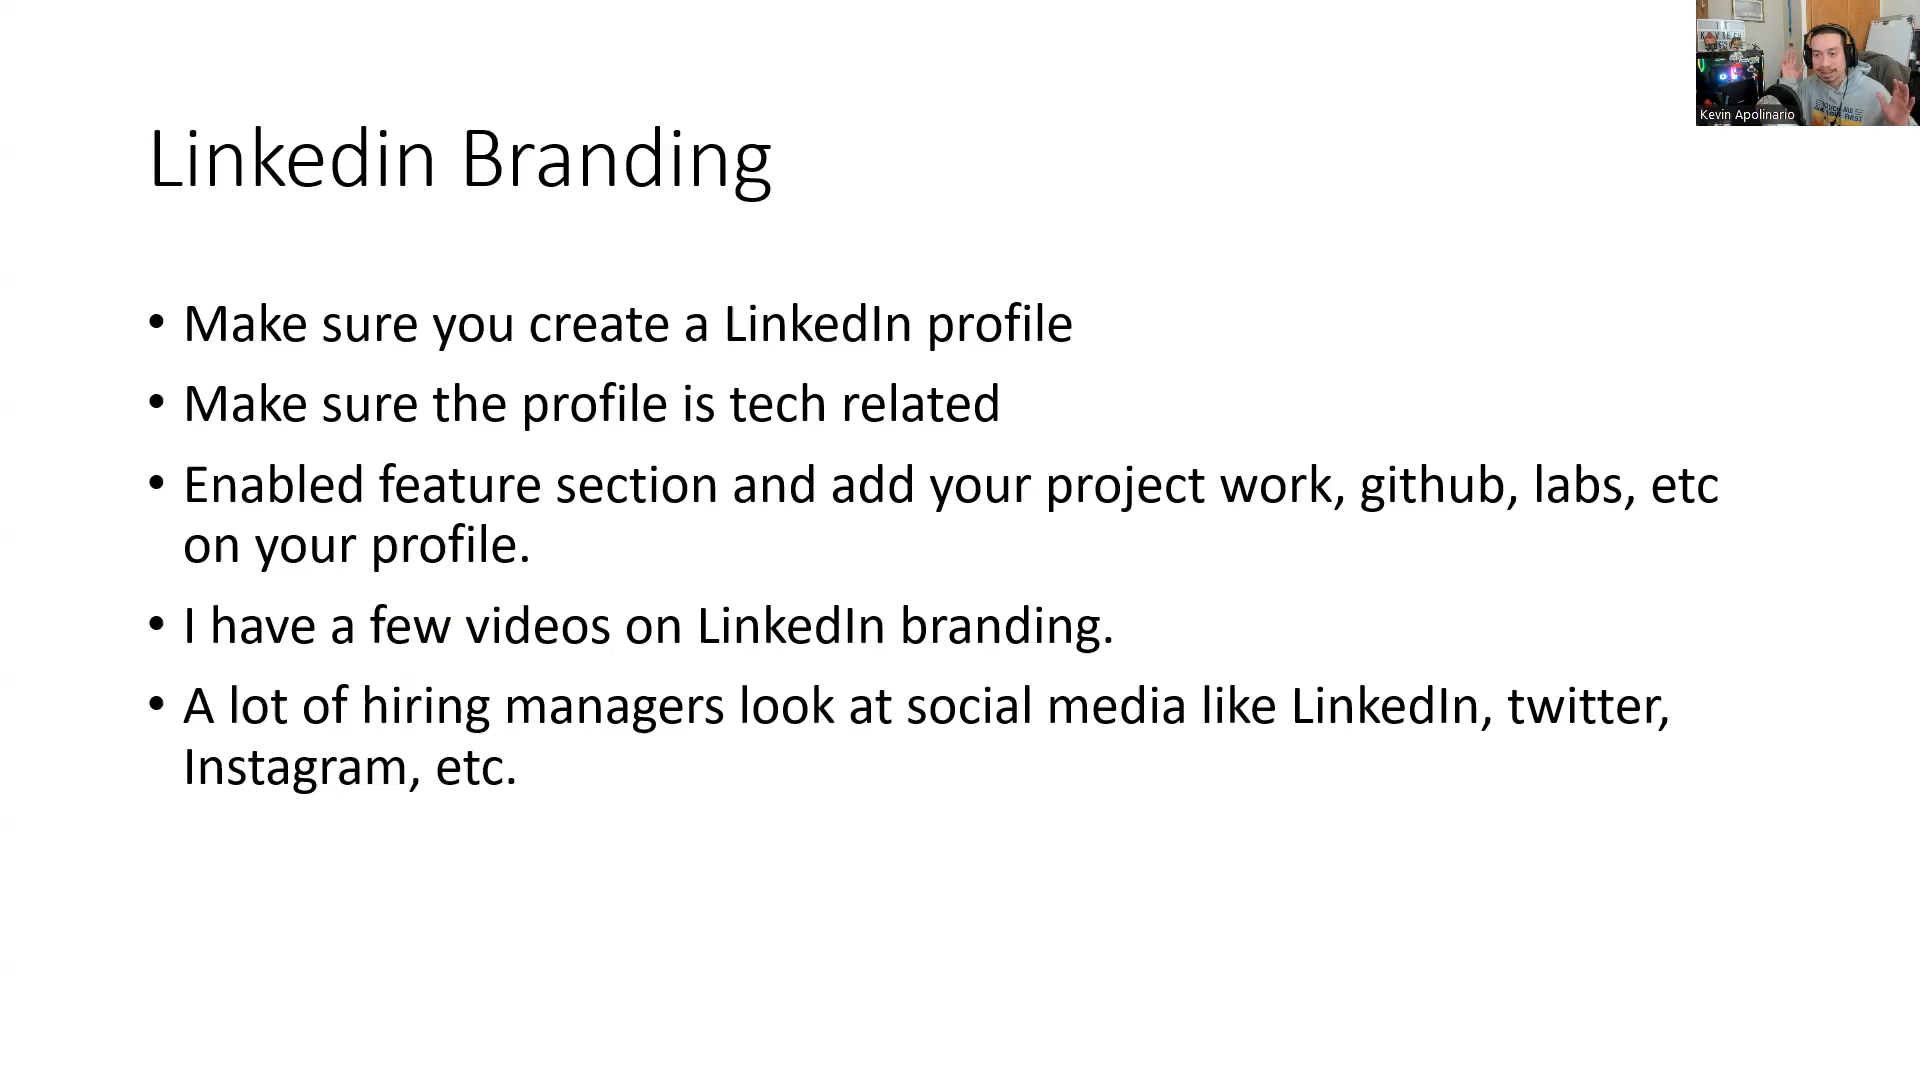 Linkedin Branding
• Make sure you create a LinkedIn profile
• Make sure the profile is tech related
• Enabled feature section and add your project work, github, labs, etc
on your profile.
• I have a few videos on LinkedIn branding.
• A lot of hiring managers look at social media like LinkedIn, twitter,
Instagram, etc.
Kevin Apolinario